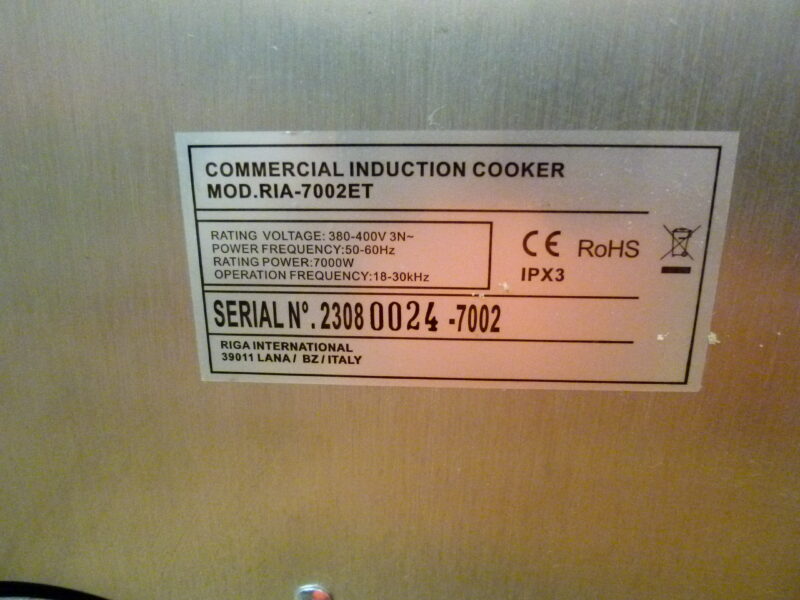 COMMERCIAL INDUCTION COOKER
MOD.RIA-7002ET
RATING VOLTAGE: 380-400V 3N~
POWER FREQUENCY:50-60Hz
RATING POWER:7000W
OPERATION FREQUENCY:18-30kHz
CE RoHS
IPX3
SERIAL Nº. 2308 0024 -7002
RIGA INTERNATIONAL
39011 LANA / BZ / ITALY